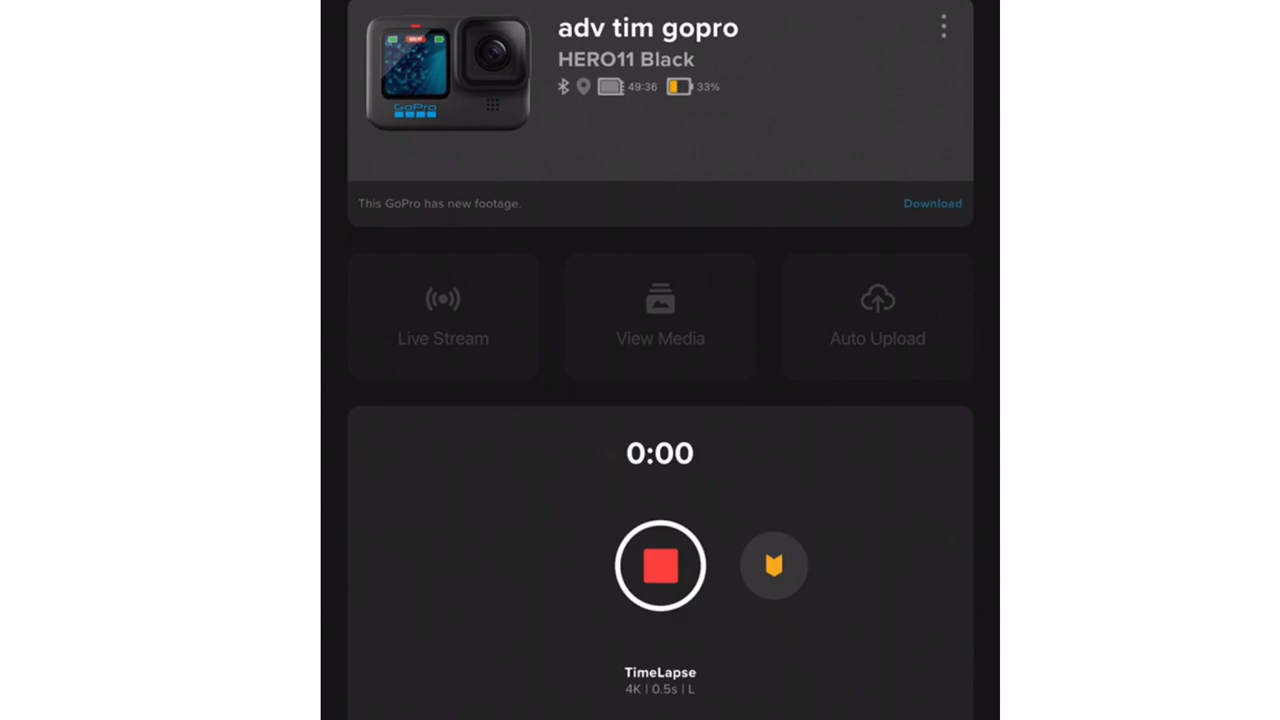 adv tim gopro
HERO11 Black
49:36 33%
GoPro
This GoPro has new footage.
Download
Live Stream
View Media
Auto Upload
0:00
TimeLapse
4K | 0.5s | L